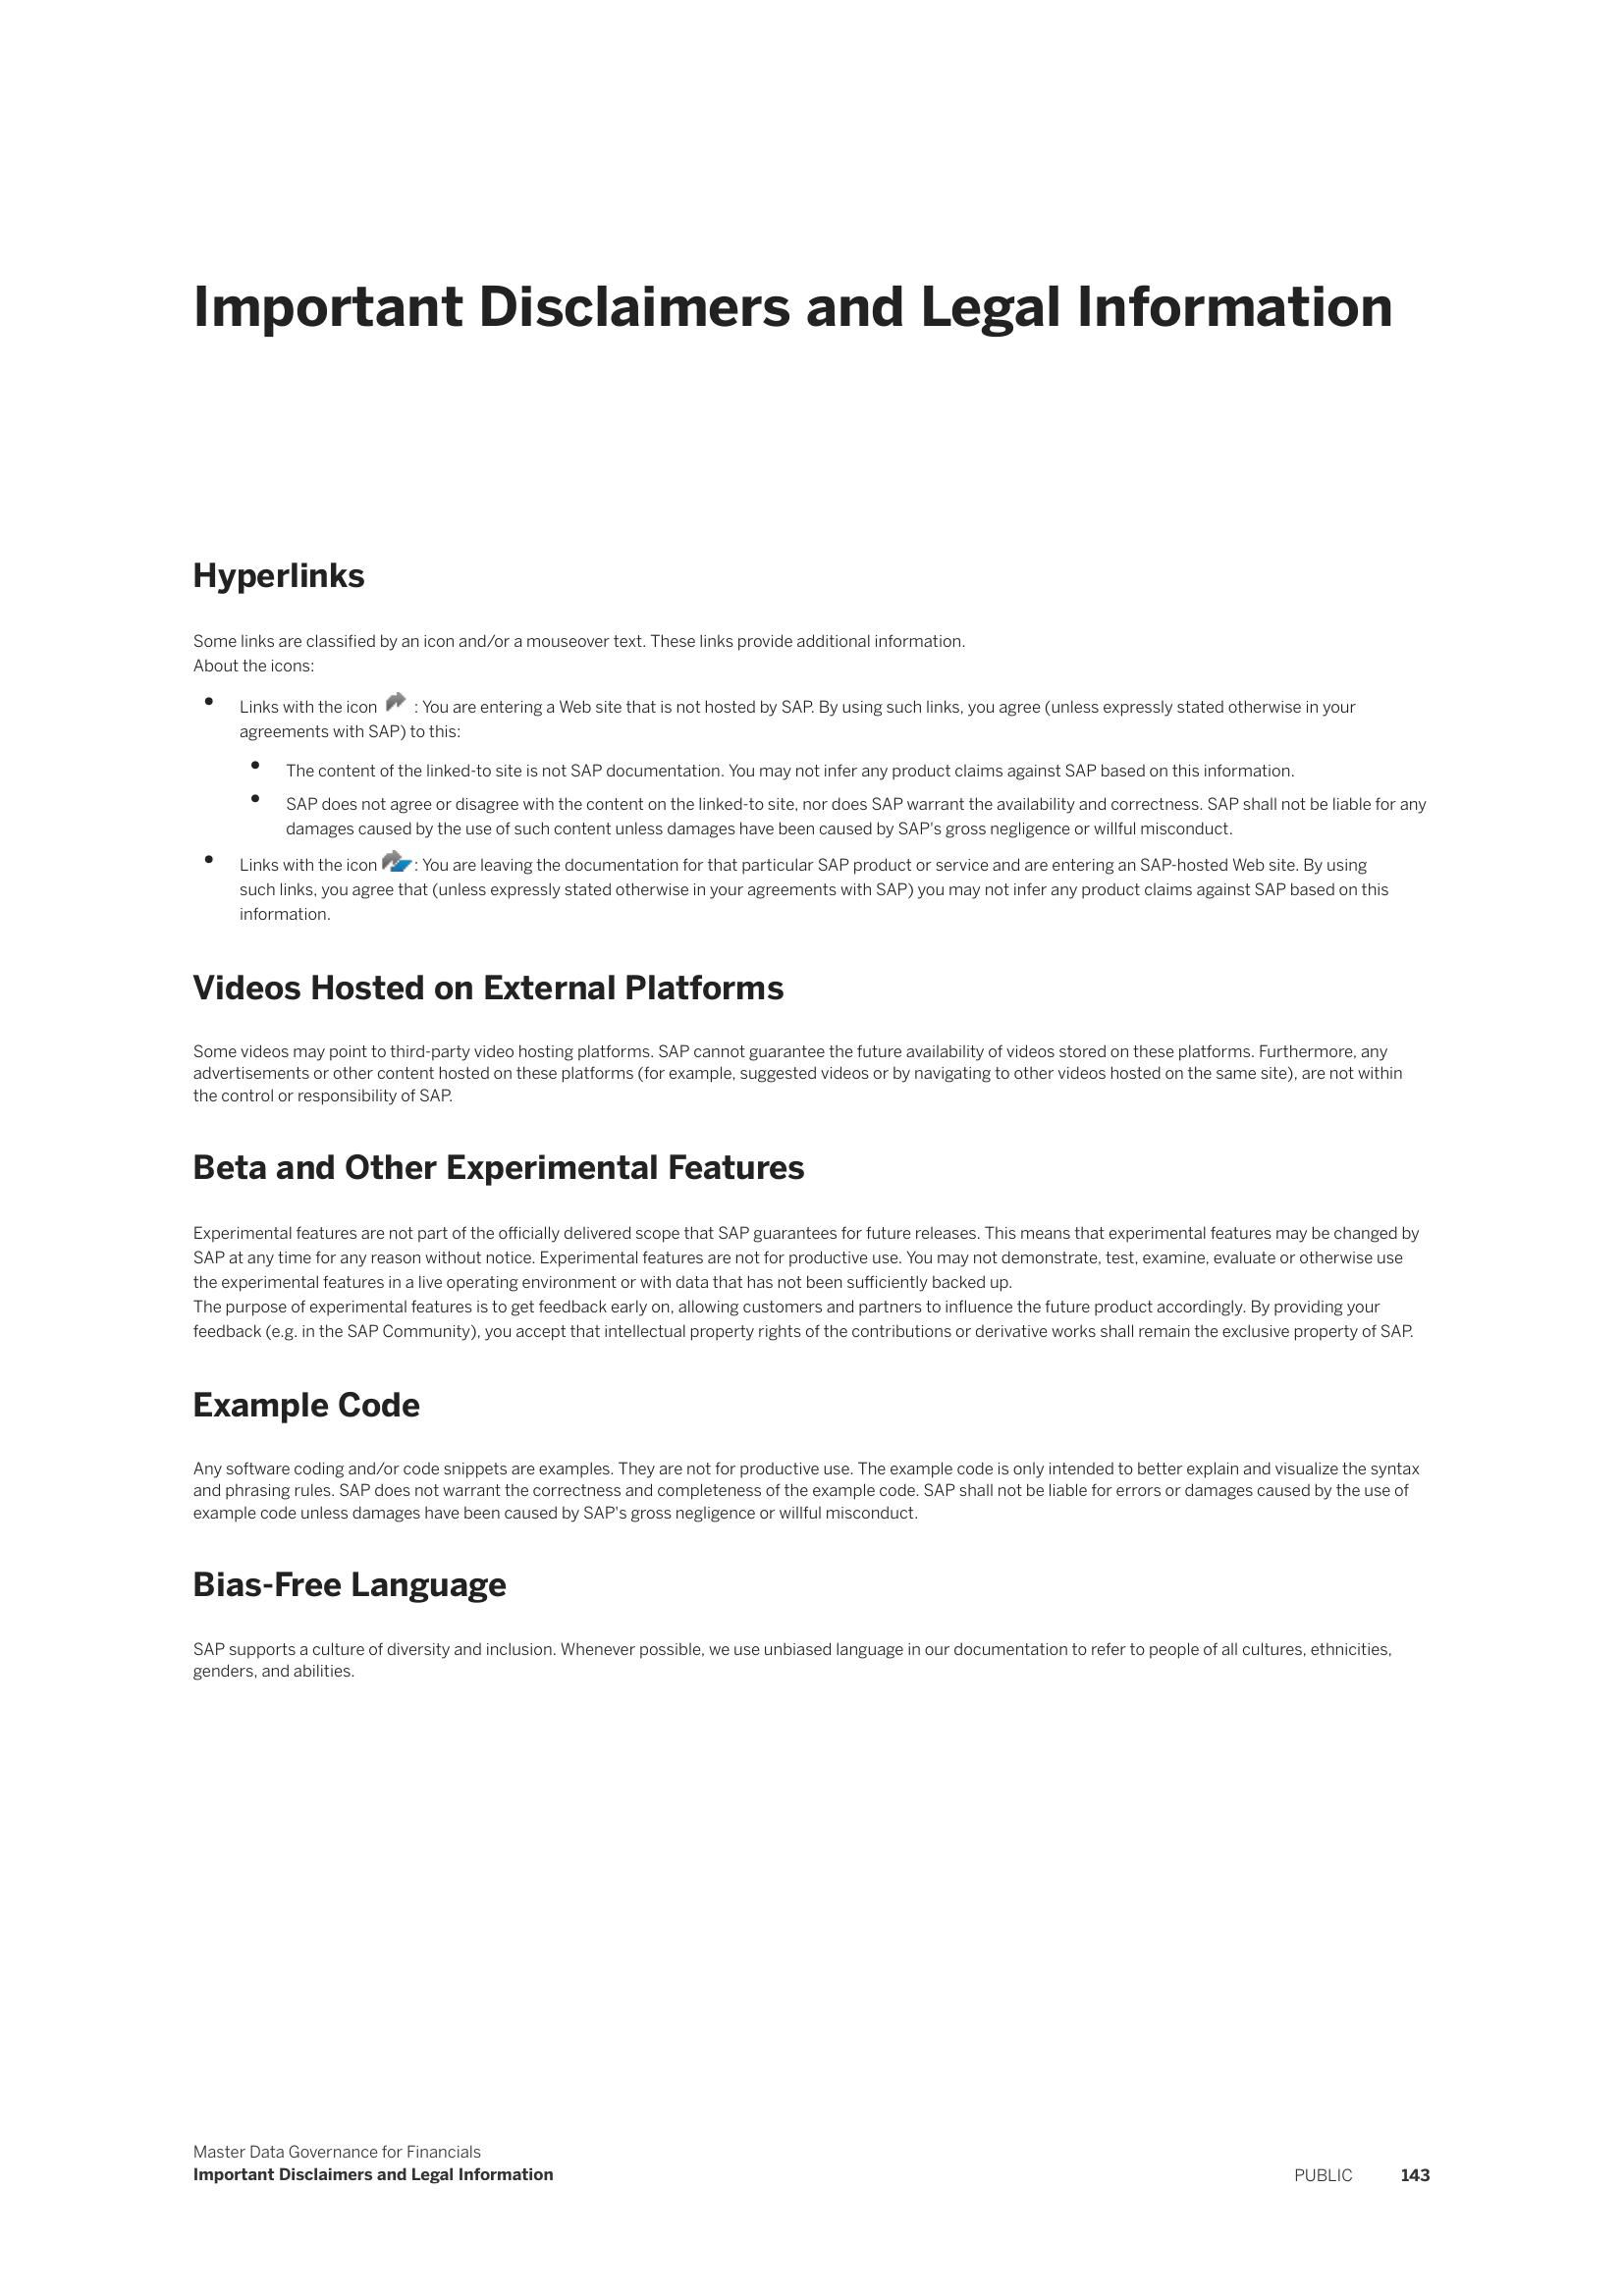 Important Disclaimers and Legal Information
Hyperlinks
Some links are classified by an icon and/or a mouseover text. These links provide additional information.
About the icons:
• Links with the icon : You are entering a Web site that is not hosted by SAP. By using such links, you agree (unless expressly stated otherwise in your
agreements with SAP) to this:
• The content of the linked-to site is not SAP documentation. You may not infer any product claims against SAP based on this information.
• SAP does not agree or disagree with the content on the linked-to site, nor does SAP warrant the availability and correctness. SAP shall not be liable for any
damages caused by the use of such content unless damages have been caused by SAP's gross negligence or willful misconduct.
• Links with the icon : You are leaving the documentation for that particular SAP product or service and are entering an SAP-hosted Web site. By using
such links, you agree that (unless expressly stated otherwise in your agreements with SAP) you may not infer any product claims against SAP based on this
information.
Videos Hosted on External Platforms
Some videos may point to third-party video hosting platforms. SAP cannot guarantee the future availability of videos stored on these platforms. Furthermore, any
advertisements or other content hosted on these platforms (for example, suggested videos or by navigating to other videos hosted on the same site), are not within
the control or responsibility of SAP.
Beta and Other Experimental Features
Experimental features are not part of the officially delivered scope that SAP guarantees for future releases. This means that experimental features may be changed by
SAP at any time for any reason without notice. Experimental features are not for productive use. You may not demonstrate, test, examine, evaluate or otherwise use
the experimental features in a live operating environment or with data that has not been sufficiently backed up.
The purpose of experimental features is to get feedback early on, allowing customers and partners to influence the future product accordingly. By providing your
feedback (e.g. in the SAP Community), you accept that intellectual property rights of the contributions or derivative works shall remain the exclusive property of SAP.
Example Code
Any software coding and/or code snippets are examples. They are not for productive use. The example code is only intended to better explain and visualize the syntax
and phrasing rules. SAP does not warrant the correctness and completeness of the example code. SAP shall not be liable for errors or damages caused by the use of
example code unless damages have been caused by SAP's gross negligence or willful misconduct.
Bias-Free Language
SAP supports a culture of diversity and inclusion. Whenever possible, we use unbiased language in our documentation to refer to people of all cultures, ethnicities,
genders, and abilities.
Master Data Governance for Financials
Important Disclaimers and Legal Information
PUBLIC 143